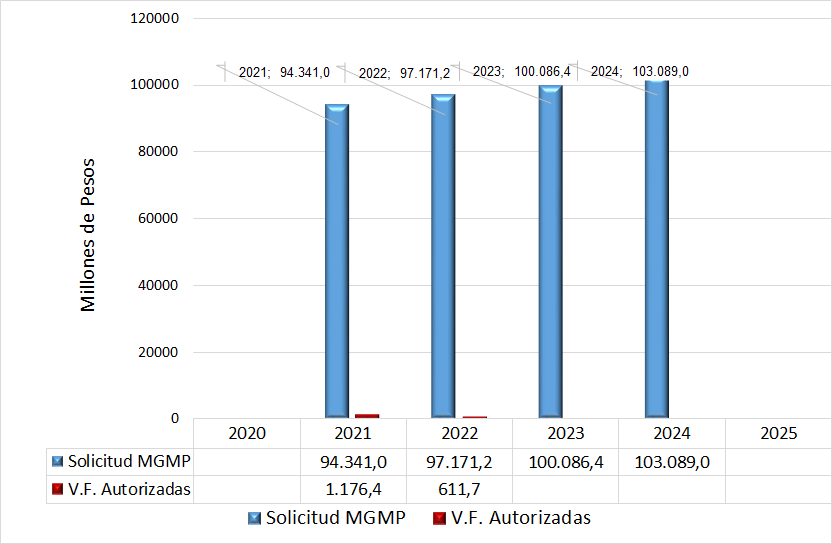 120000
100000
80000
60000
40000
20000
0
Millones de Pesos
2021; 94.341,0
2022; 97.171,2
2023; 100.086,4
2024; 103.089,0
2020 2021 2022 2023 2024 2025
Solicitud MGMP 94.341,0 97.171,2 100.086,4 103.089,0
V.F. Autorizadas 1.176,4 611,7
Solicitud MGMP V.F. Autorizadas